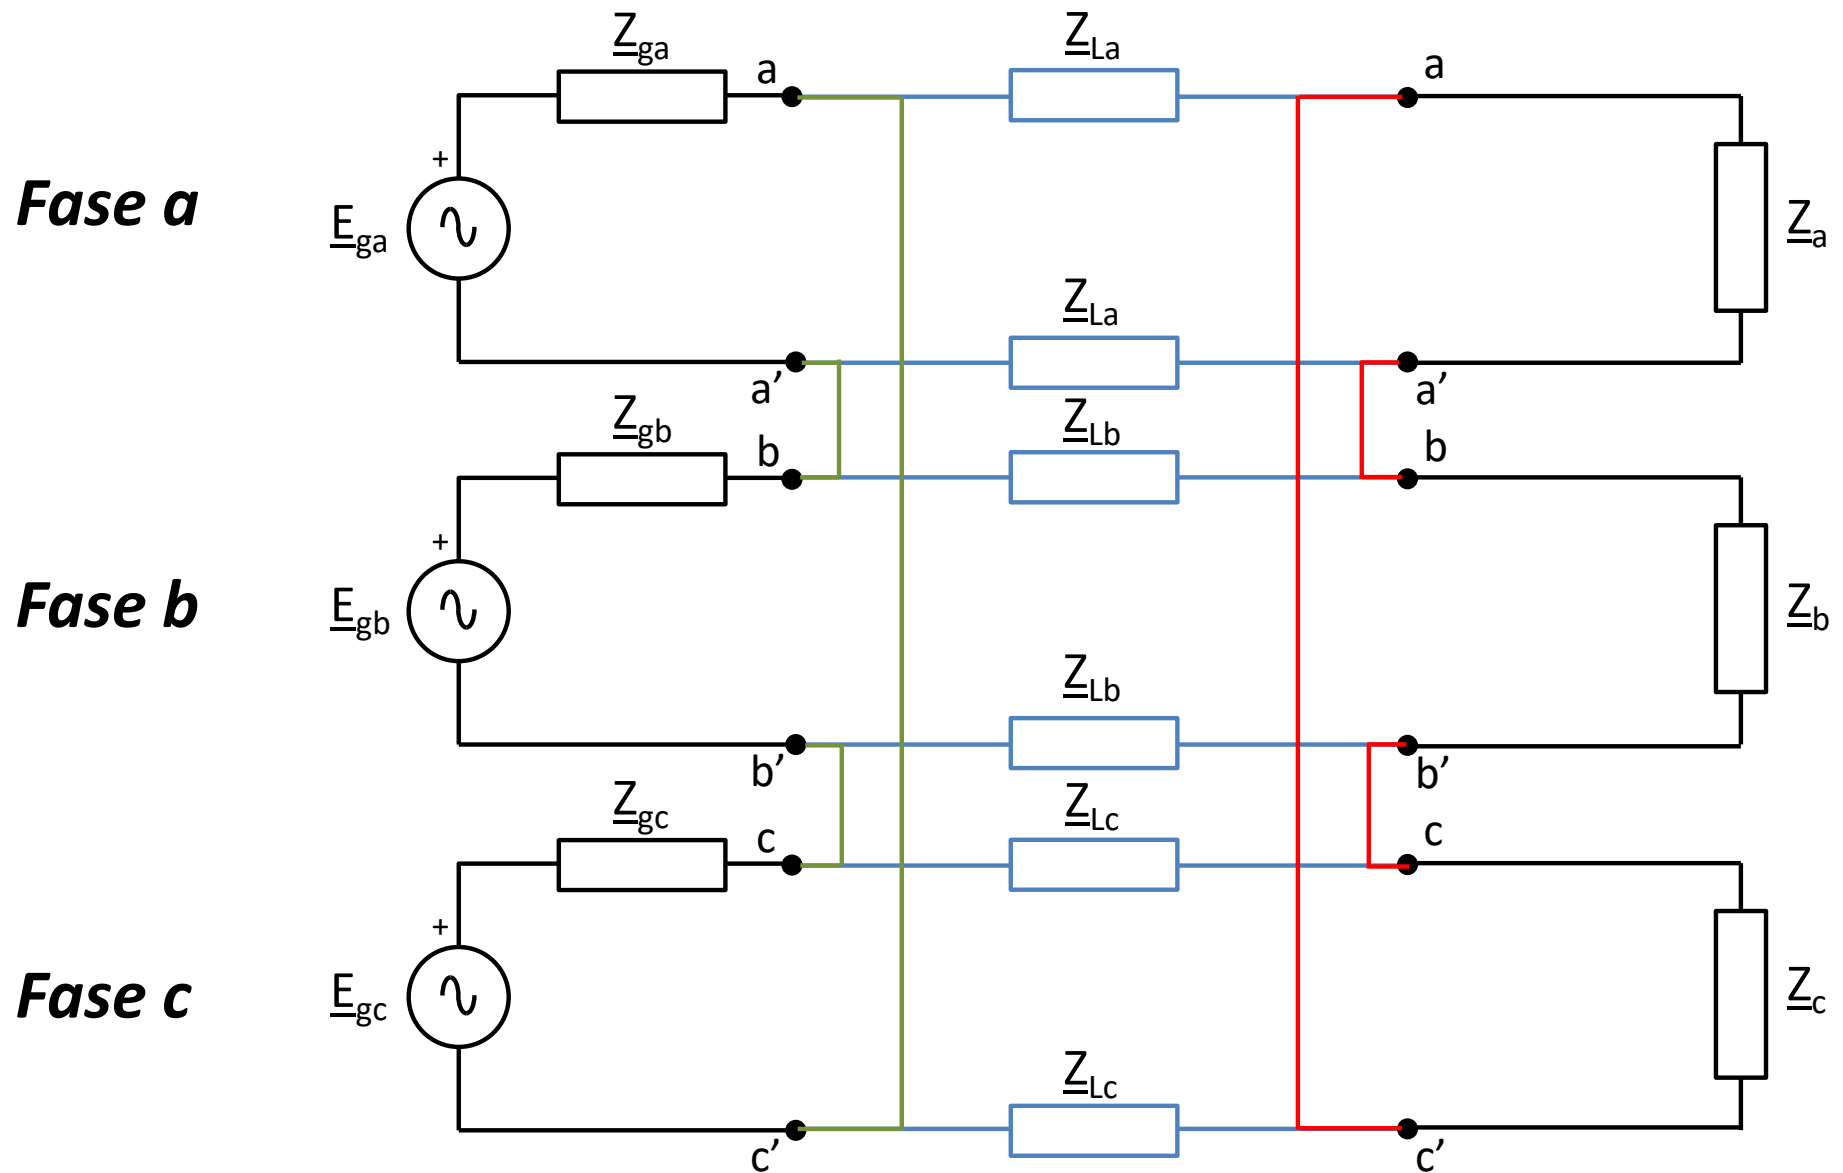 Z_ga
a
Z_La
a
+
Fase a
E_ga
Z_a
Z_La
a’
a’
Z_gb
b
Z_Lb
b
+
Fase b
E_gb
Z_b
Z_Lb
b’
b’
Z_gc
c
Z_Lc
c
+
Fase c
E_gc
Z_c
Z_Lc
c’
c’